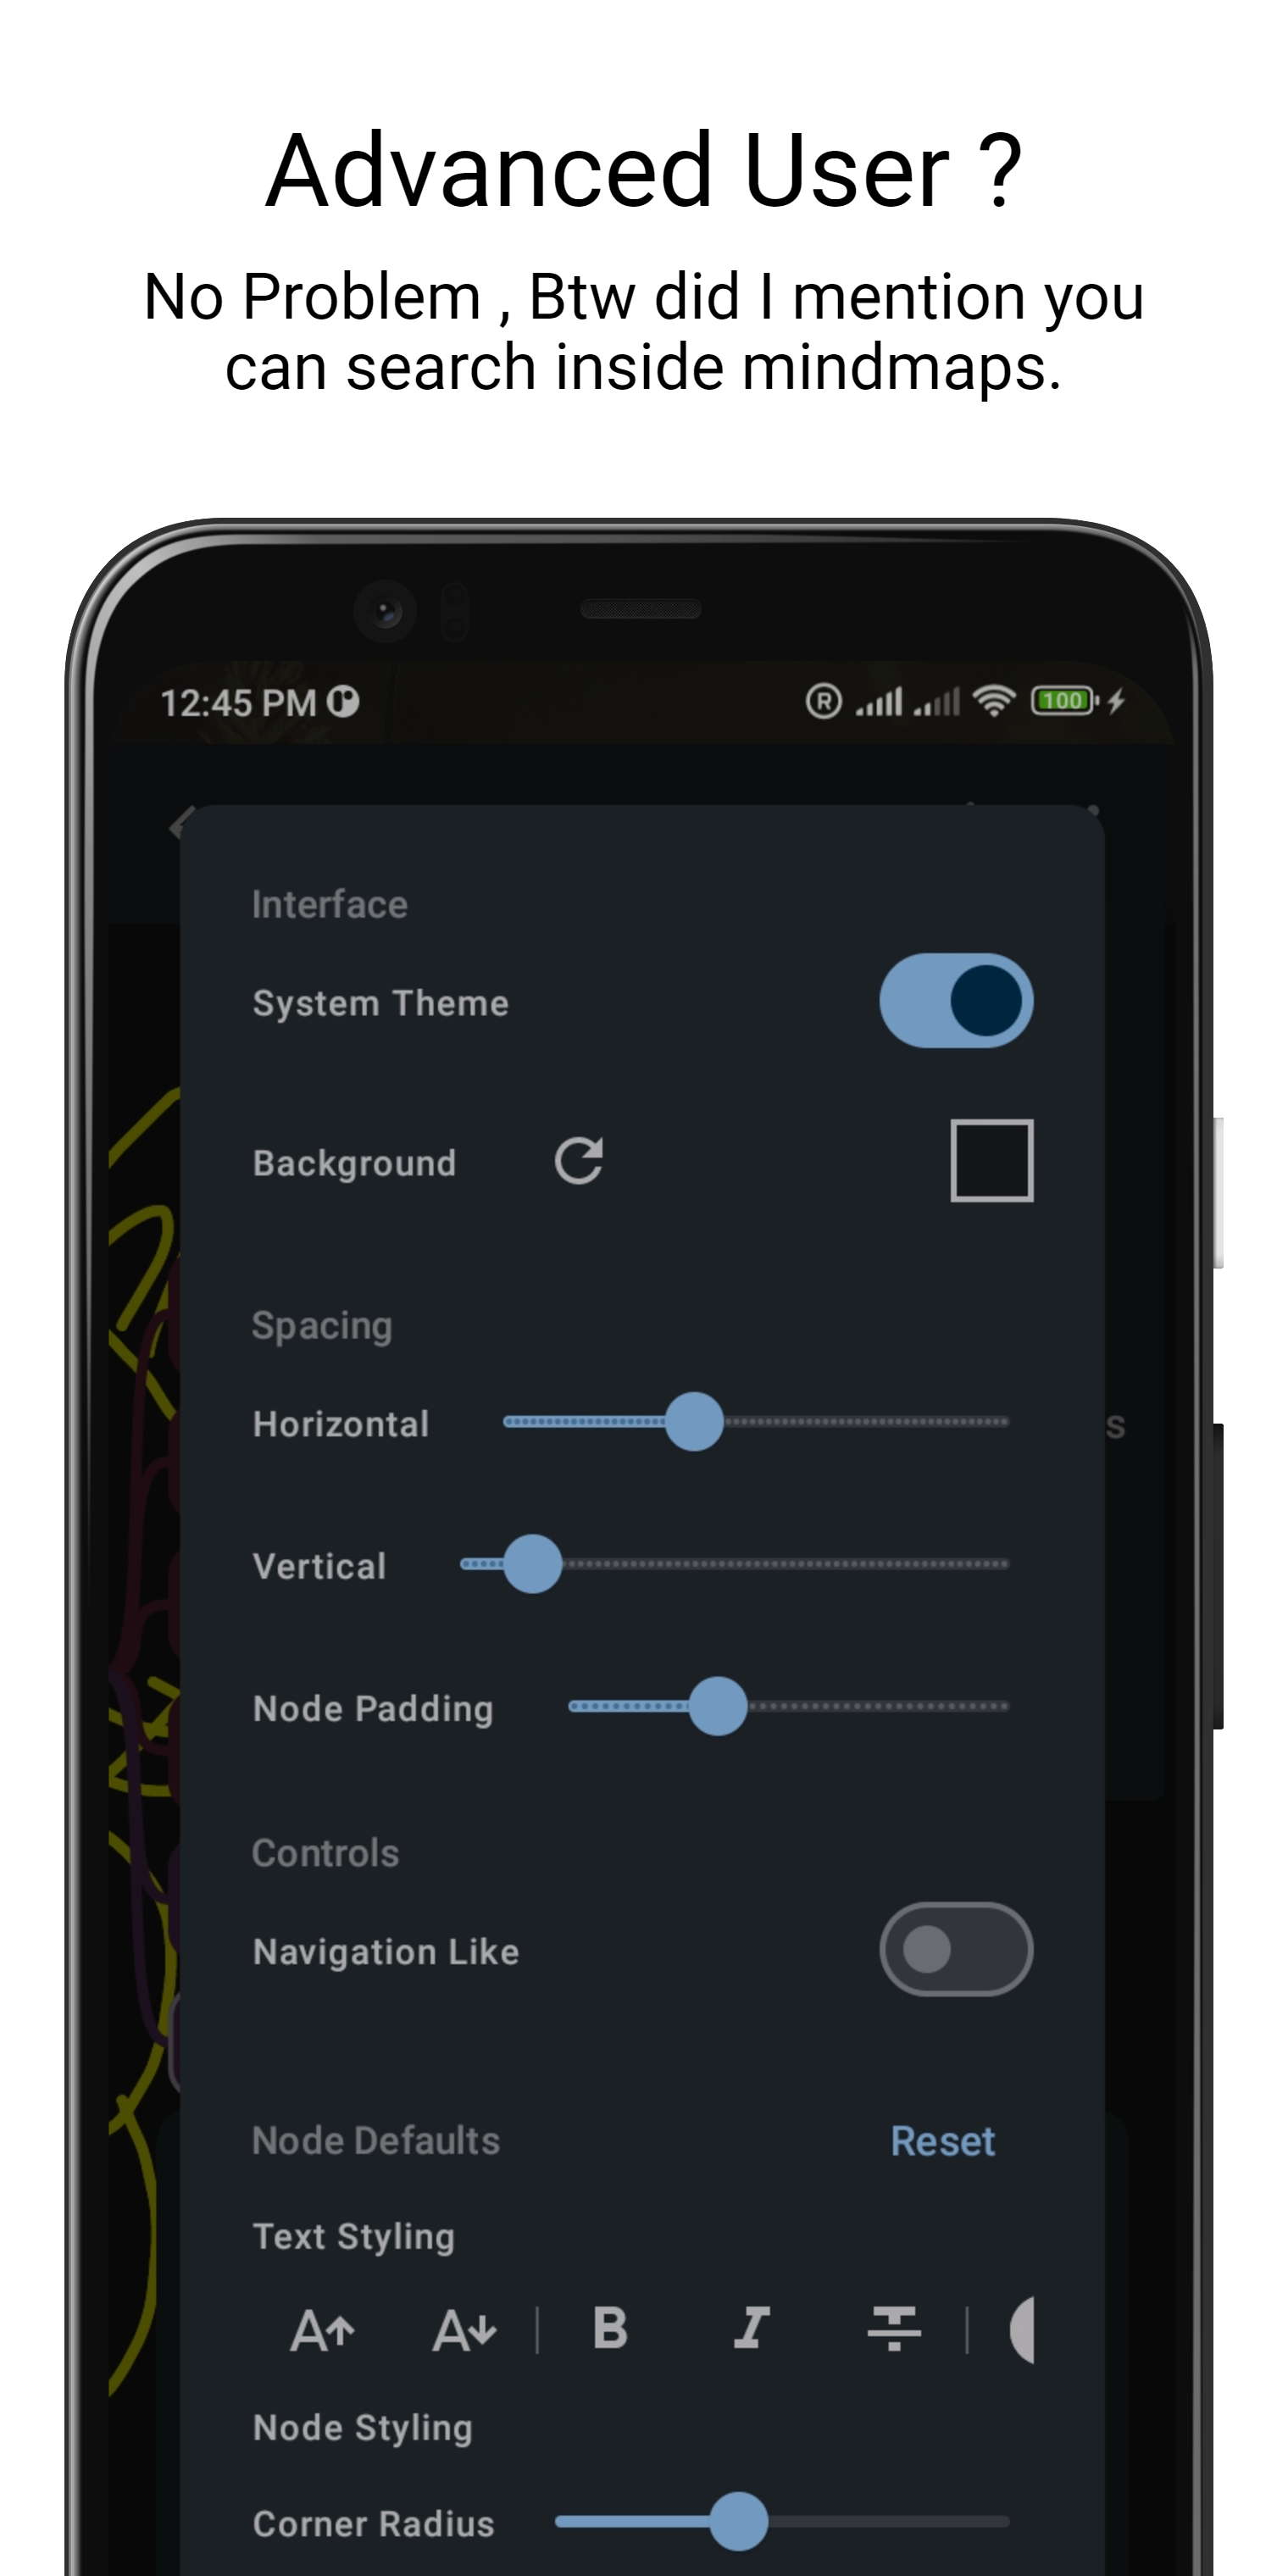 Advanced User ?
No Problem , Btw did I mention you
can search inside mindmaps.
12:45 PM
R
100
Interface
System Theme
Background
Spacing
Horizontal
s
Vertical
Node Padding
Controls
Navigation Like
Node Defaults Reset
Text Styling
A A B I
Node Styling
Corner Radius